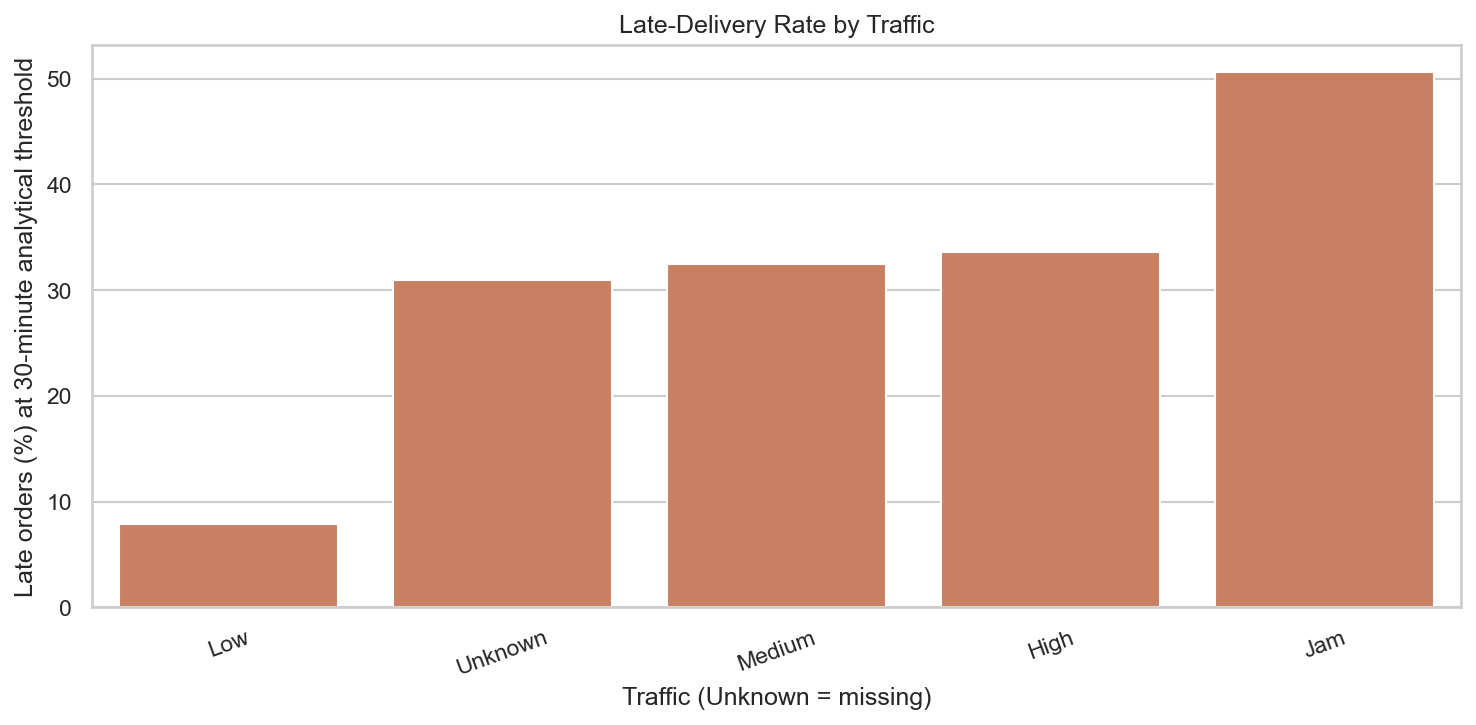 Late-Delivery Rate by Traffic
Late orders (%) at 30-minute analytical threshold
50
40
30
20
10
0
Low
Unknown
Medium
High
Jam
Traffic (Unknown = missing)